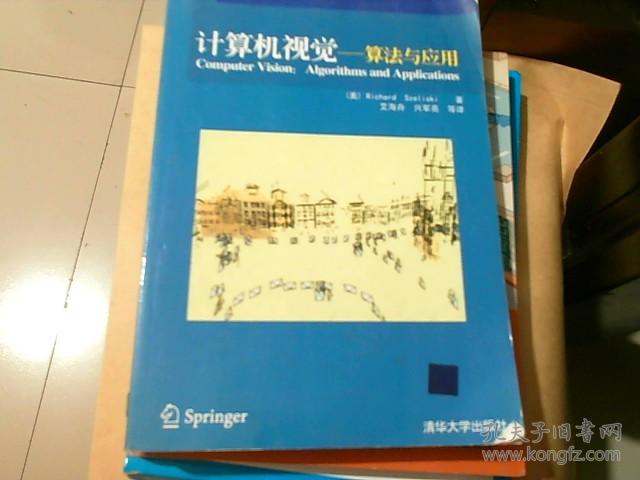 计算机视觉—算法与应用
Computer Vision: Algorithms and Applications
(美) Richard Szeliski 著
艾海舟 兴军亮 等译
Springer
清华大学出版社
孔夫子旧书网
www.kongfz.com